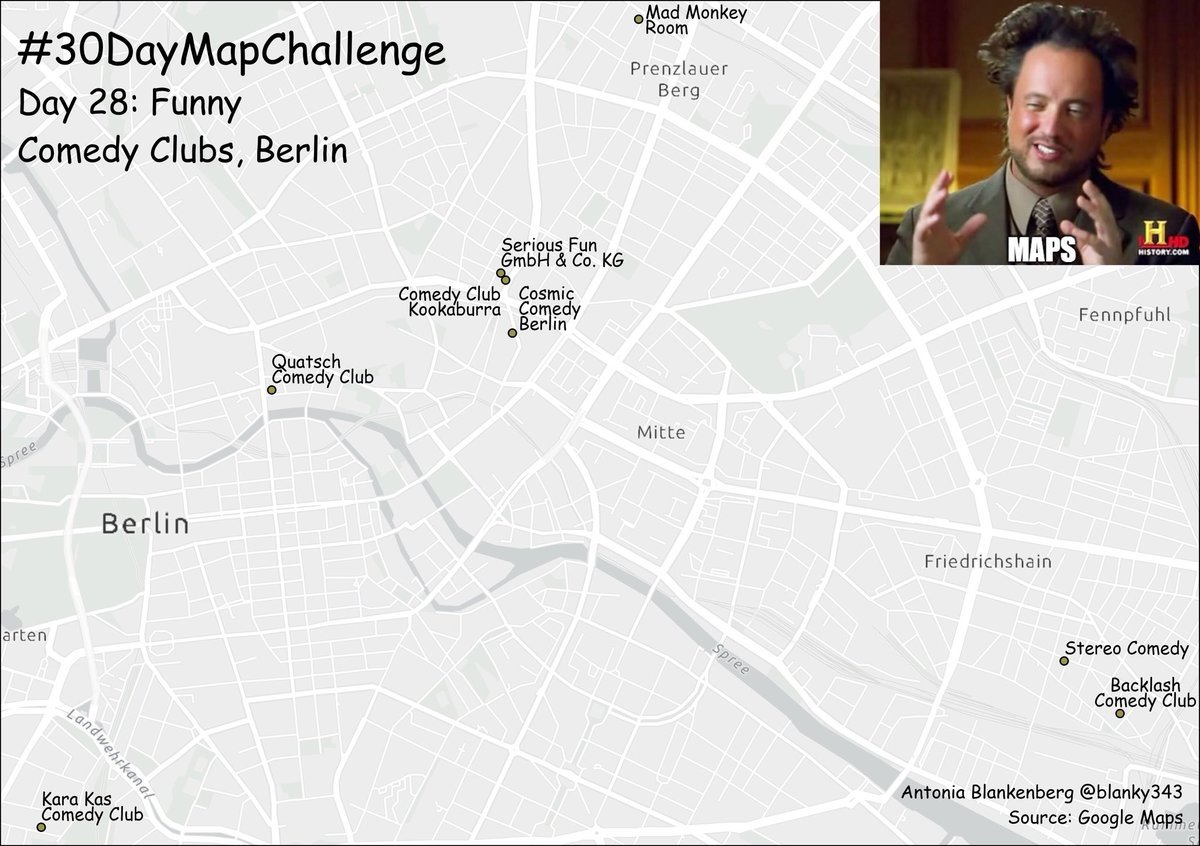 #30DayMapChallenge
Day 28: Funny
Comedy Clubs, Berlin
Mad Monkey
Room
Prenzlauer
Berg
MAPS
H HD
HISTORY.COM
Serious Fun
GmbH & Co. KG
Comedy Club
Kookaburra
Cosmic
Comedy
Berlin
Fennpfuhl
Quatsch
Comedy Club
Mitte
Spree
Berlin
Friedrichshain
arten
Stereo Comedy
Spree
Backlash
Comedy Club
Landwehrkanal
Kara Kas
Comedy Club
Antonia Blankenberg @blanky343
Source: Google Maps